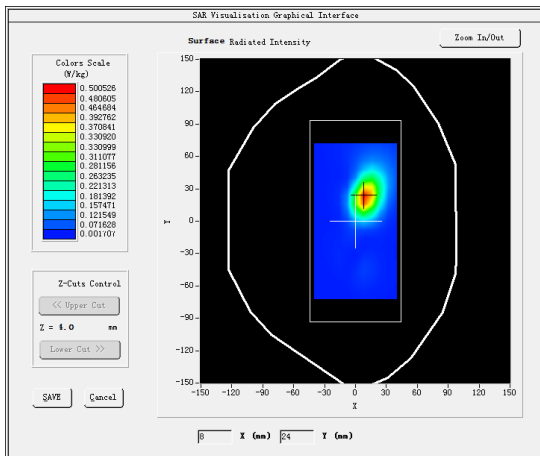 SAR Visualisation Graphical Interface
Surface Radiated Intensity
Zoom In/Out
Colors Scale
(W/kg)
0.500526
0.480605
0.464684
0.392762
0.370841
0.330920
0.330999
0.311077
0.281156
0.263235
0.221313
0.181392
0.157471
0.121549
0.071628
0.001707
Z-Cuts Control
<< Upper Cut
Z = 4.0 mm
Lower Cut >>
SAVE
Cancel
150
120
90
60
30
0
-30
-60
-90
-120
-150
Y
-150 -120 -90 -60 -30 0 30 60 90 120 150
X
8 X (mm) 24 Y (mm)